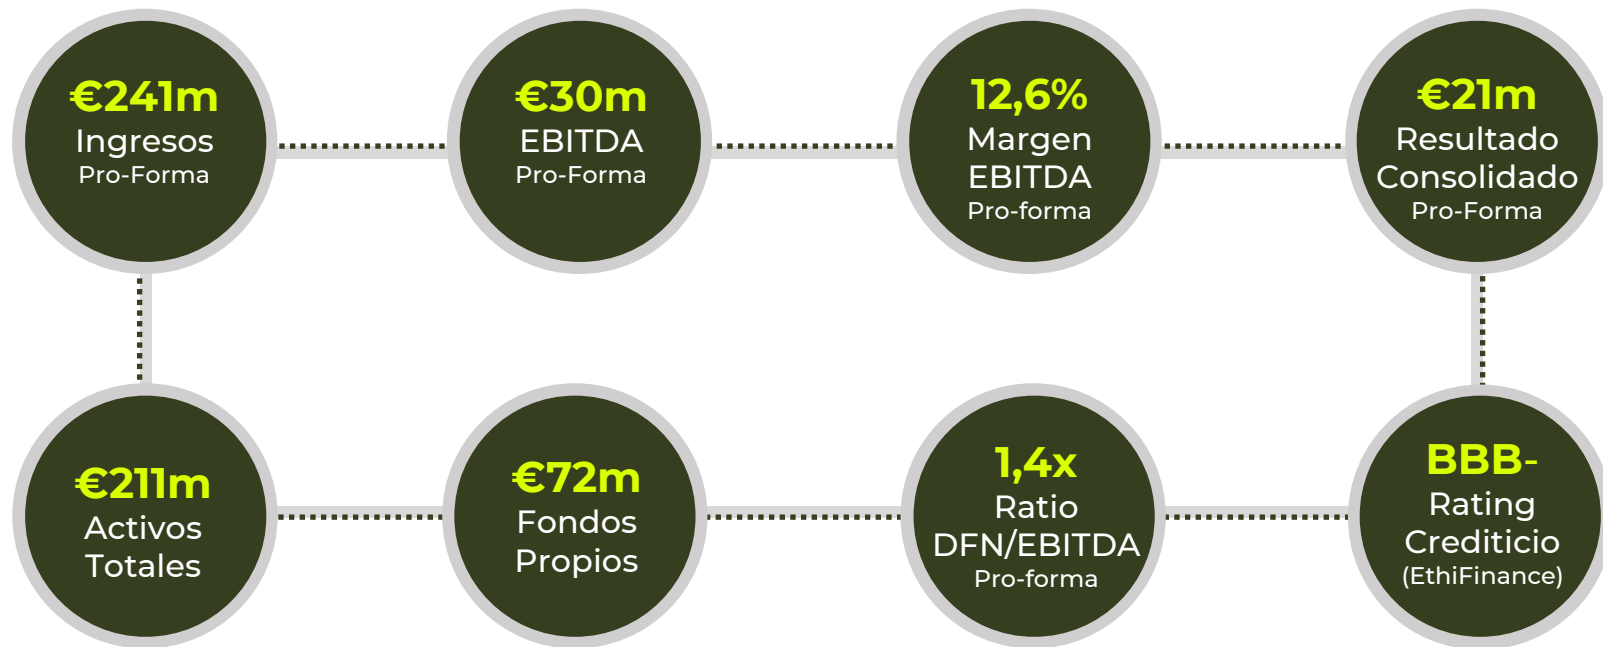 €241m
Ingresos
Pro-Forma
€30m
EBITDA
Pro-Forma
12,6%
Margen
EBITDA
Pro-forma
€21m
Resultado
Consolidado
Pro-Forma
€211m
Activos
Totales
€72m
Fondos
Propios
1,4x
Ratio
DFN/EBITDA
Pro-forma
BBB-
Rating
Crediticio
(EthiFinance)